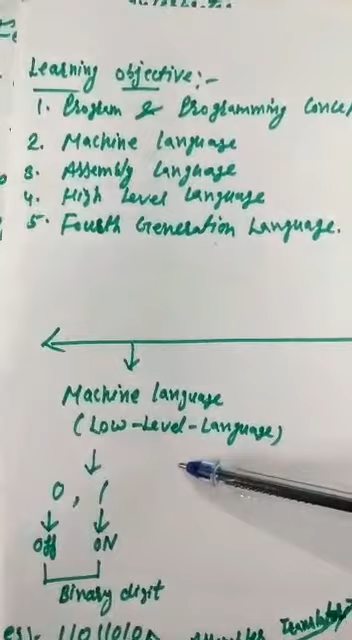 Learning objective:-
1. Program & Programming
2. Machine language
3. Assembly Language
4. High Level Language
5. Fourth Generation Language.
Machine language
(Low-Level-Language)
0, 1
Off ON
Binary digit